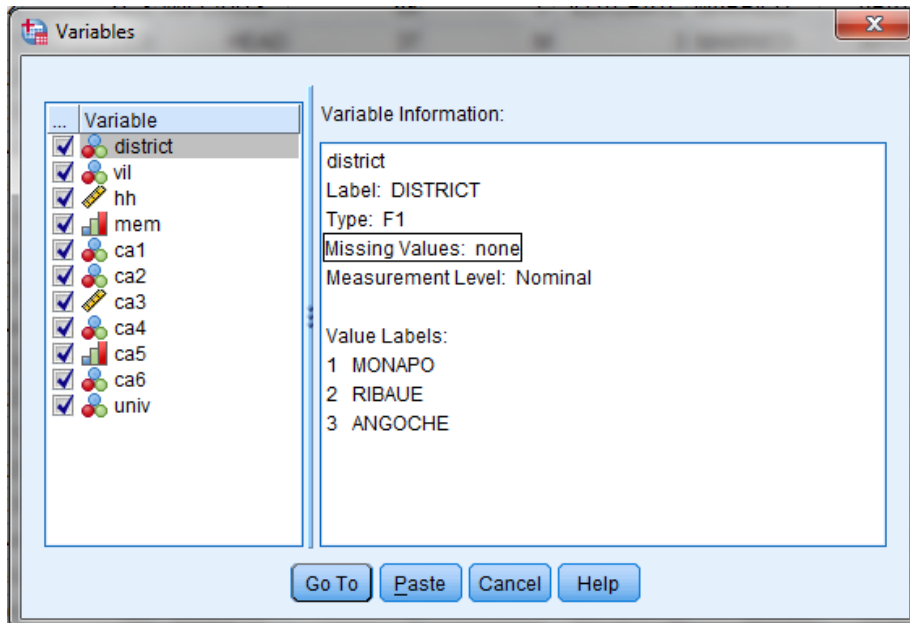 Variables
... Variable
district
vil
hh
mem
ca1
ca2
ca3
ca4
ca5
ca6
univ
Variable Information:
district
Label: DISTRICT
Type: F1
Missing Values: none
Measurement Level: Nominal
Value Labels:
1 MONAPO
2 RIBAUE
3 ANGOCHE
Go To Paste Cancel Help